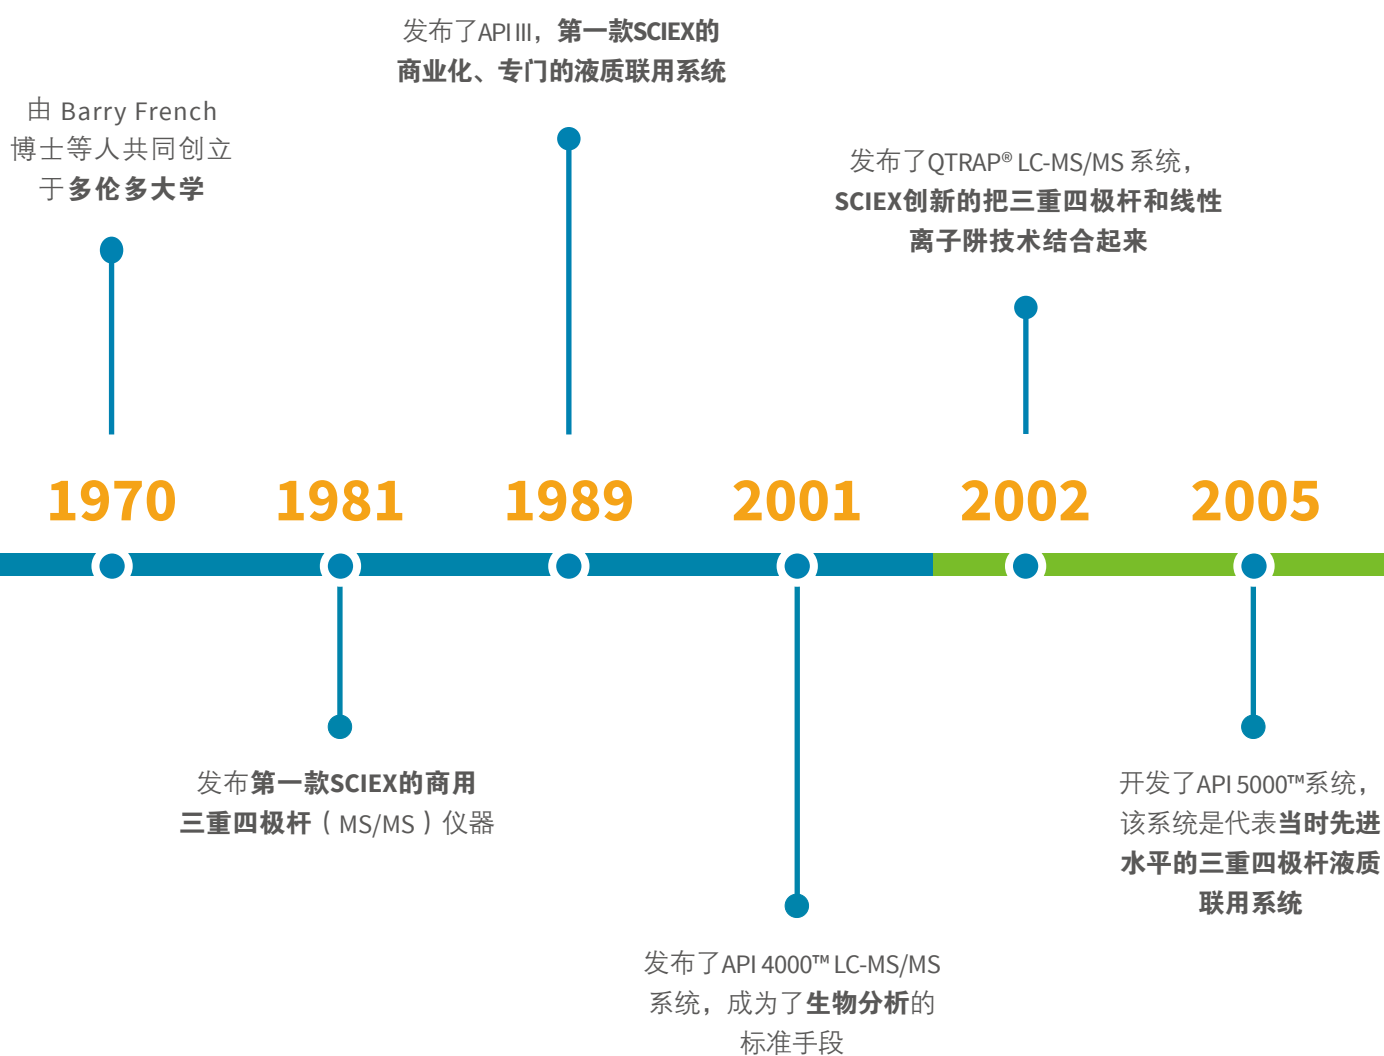 发布了API III，第一款SCIEX的
商业化、专门的液质联用系统
由 Barry French
博士等人共同创立
于多伦多大学
发布了QTRAP® LC-MS/MS 系统，
SCIEX创新的把三重四极杆和线性
离子阱技术结合起来
1970
1981
1989
2001
2002
2005
发布第一款SCIEX的商用
三重四极杆（MS/MS）仪器
开发了API 5000™系统，
该系统是代表当时先进
水平的三重四极杆液质
联用系统
发布了API 4000™ LC-MS/MS
系统，成为了生物分析的
标准手段